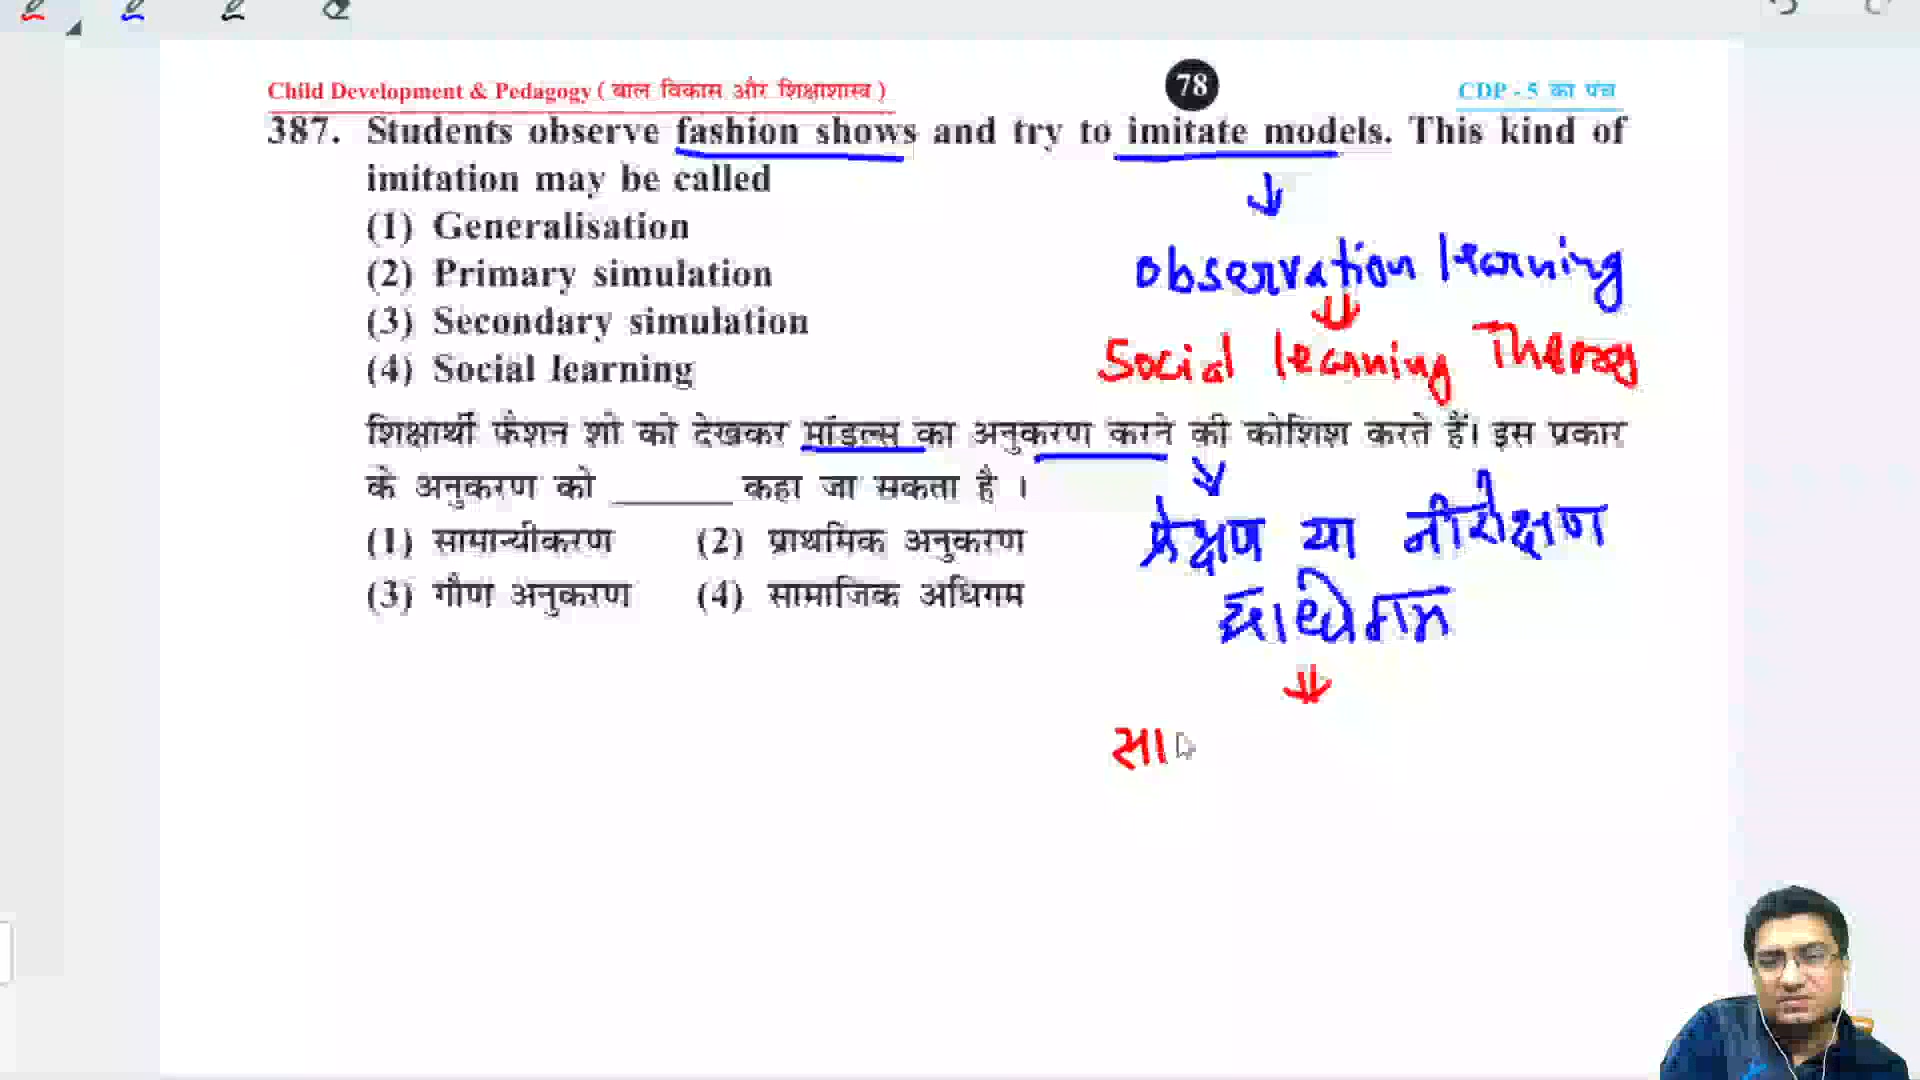 Child Development & Pedagogy ( बाल विकास और शिक्षाशास्त्र )
78
CDP - 5 का पंच
387. Students observe fashion shows and try to imitate models. This kind of
imitation may be called
(1) Generalisation
(2) Primary simulation
(3) Secondary simulation
(4) Social learning
observation learning
Social learning Theory
शिक्षार्थी फैशन शो को देखकर मॉडल्स का अनुकरण करने की कोशिश करते हैं। इस प्रकार
के अनुकरण को ______ कहा जा सकता है ।
(1) सामान्यीकरण (2) प्राथमिक अनुकरण
(3) गौण अनुकरण (4) सामाजिक अधिगम
प्रेक्षण या नीरीक्षण
सा